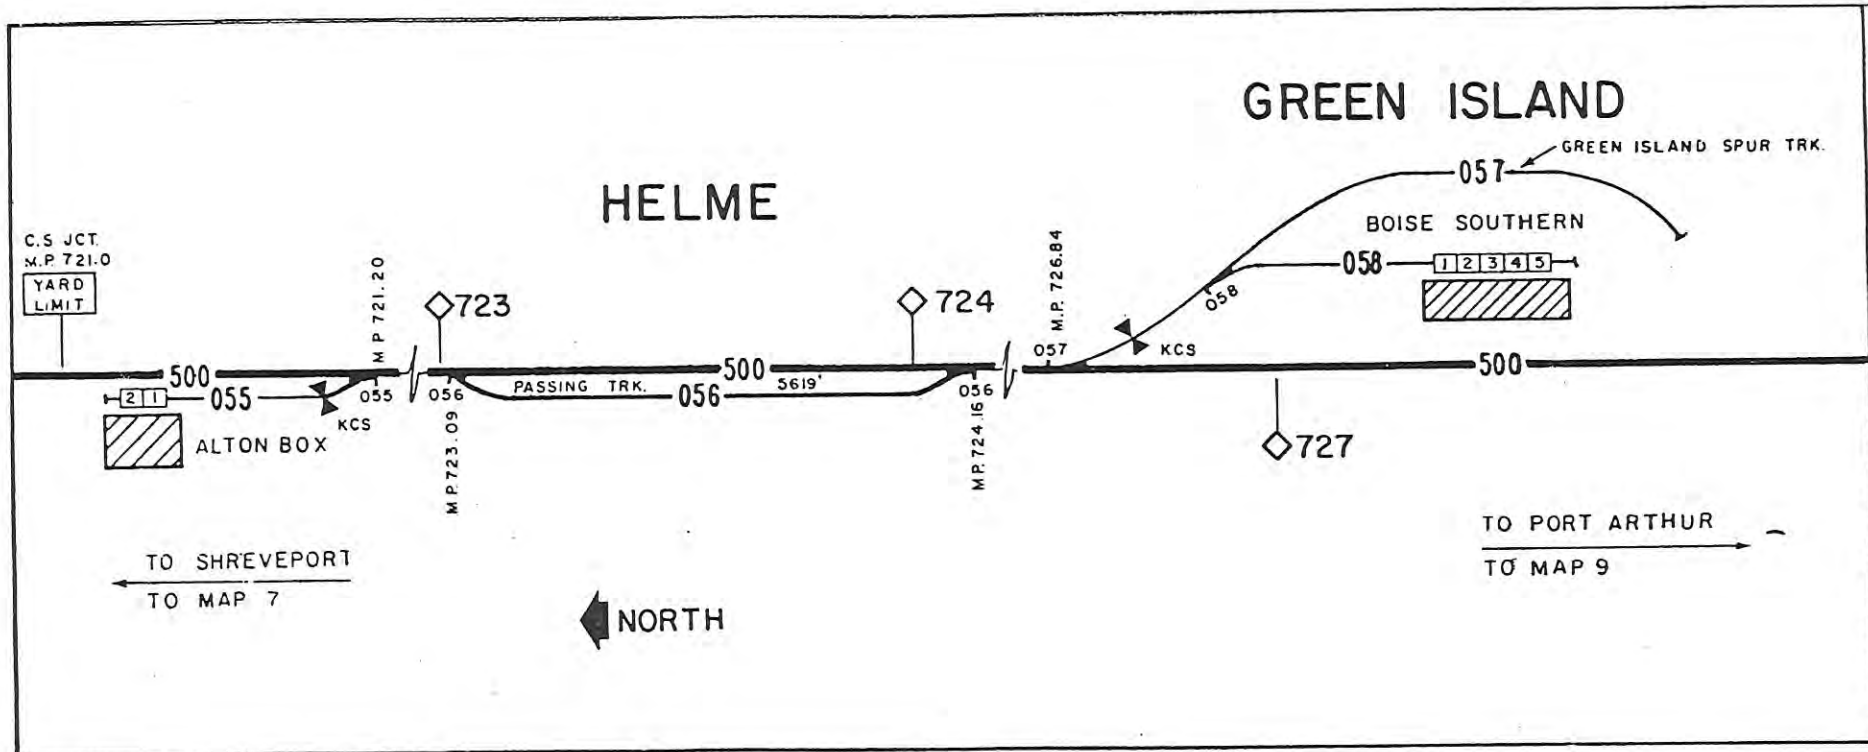 GREEN ISLAND
GREEN ISLAND SPUR TRK.
057
HELME
BOISE SOUTHERN
C.S JCT.
M.P. 721.0
YARD
LIMIT
M P 721.20
723
724
M.P. 726.84
058
1 2 3 4 5
058
057
KCS
500
500
500
2 1
055
055
KCS
056
PASSING TRK.
056
5619'
056
ALTON BOX
M.P. 723.09
M.P. 724.16
727
TO SHREVEPORT
TO MAP 7
NORTH
TO PORT ARTHUR
TO MAP 9